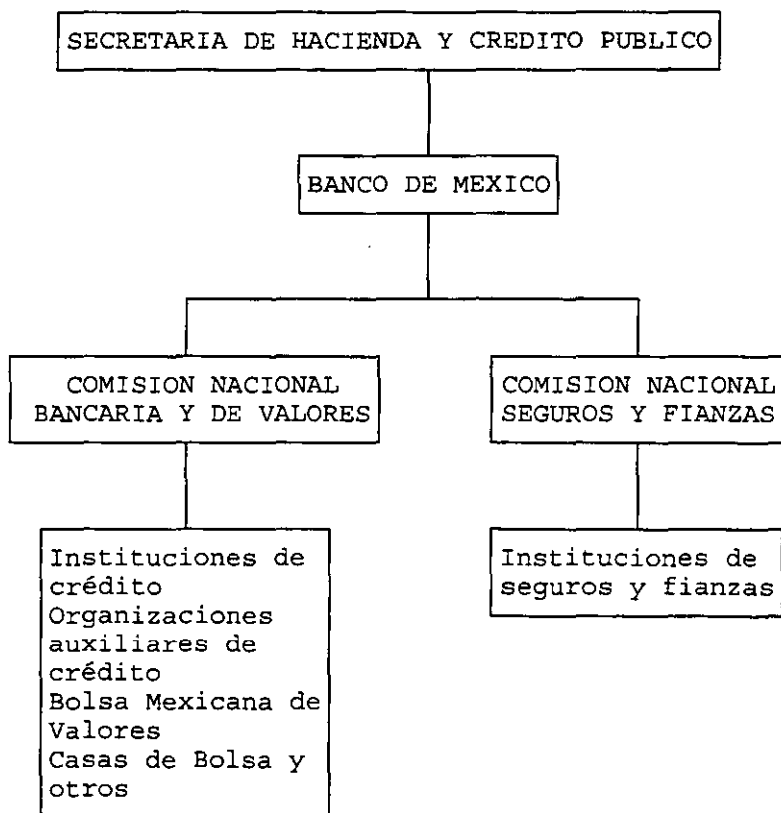 SECRETARIA DE HACIENDA Y CREDITO PUBLICO
BANCO DE MEXICO
COMISION NACIONAL
BANCARIA Y DE VALORES
COMISION NACIONAL
SEGUROS Y FIANZAS
Instituciones de
crédito
Organizaciones
auxiliares de
crédito
Bolsa Mexicana de
Valores
Casas de Bolsa y
otros
Instituciones de
seguros y fianzas